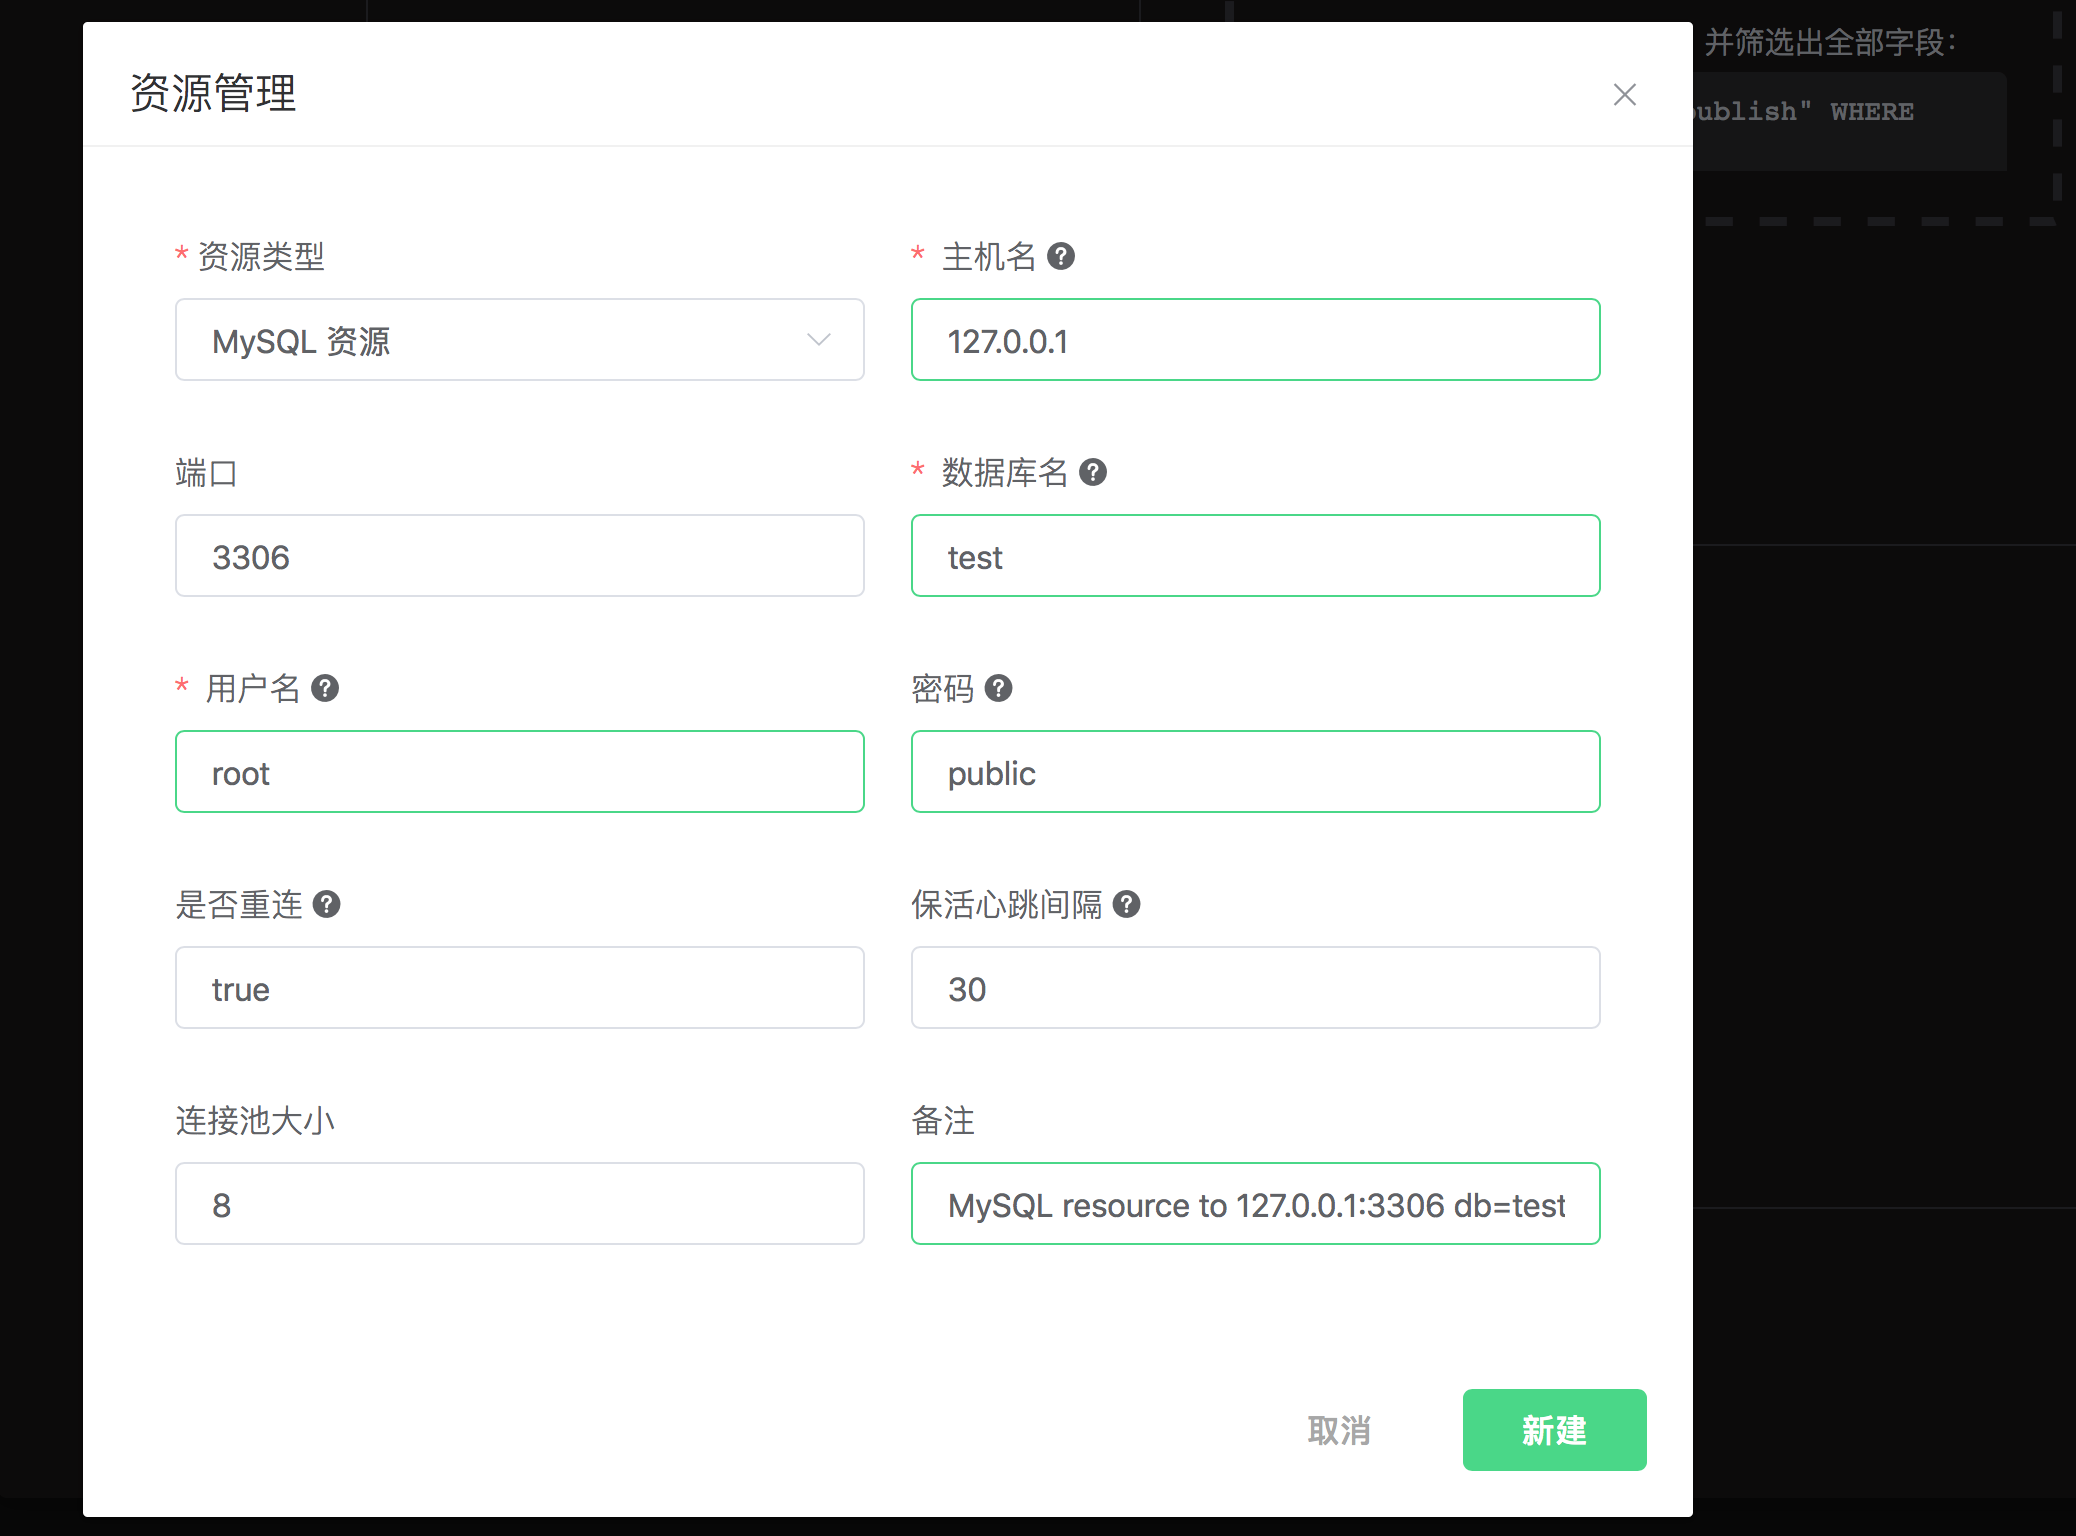 并筛选出全部字段：
publish" WHERE
资源管理
* 资源类型
* 主机名
MySQL 资源
127.0.0.1
端口
* 数据库名
3306
test
* 用户名
密码
root
public
是否重连
保活心跳间隔
true
30
连接池大小
备注
8
MySQL resource to 127.0.0.1:3306 db=test
取消
新建